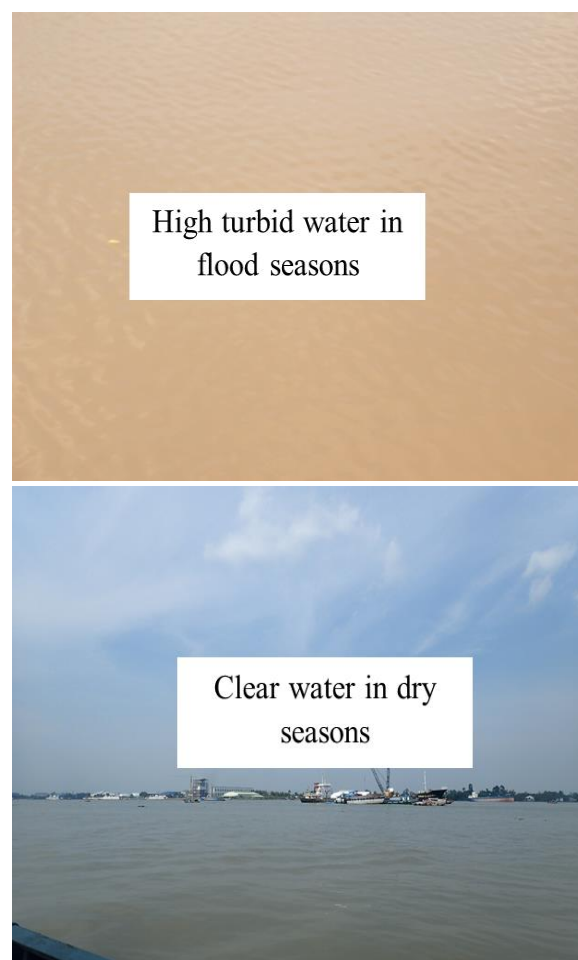 High turbid water in
flood seasons
Clear water in dry
seasons